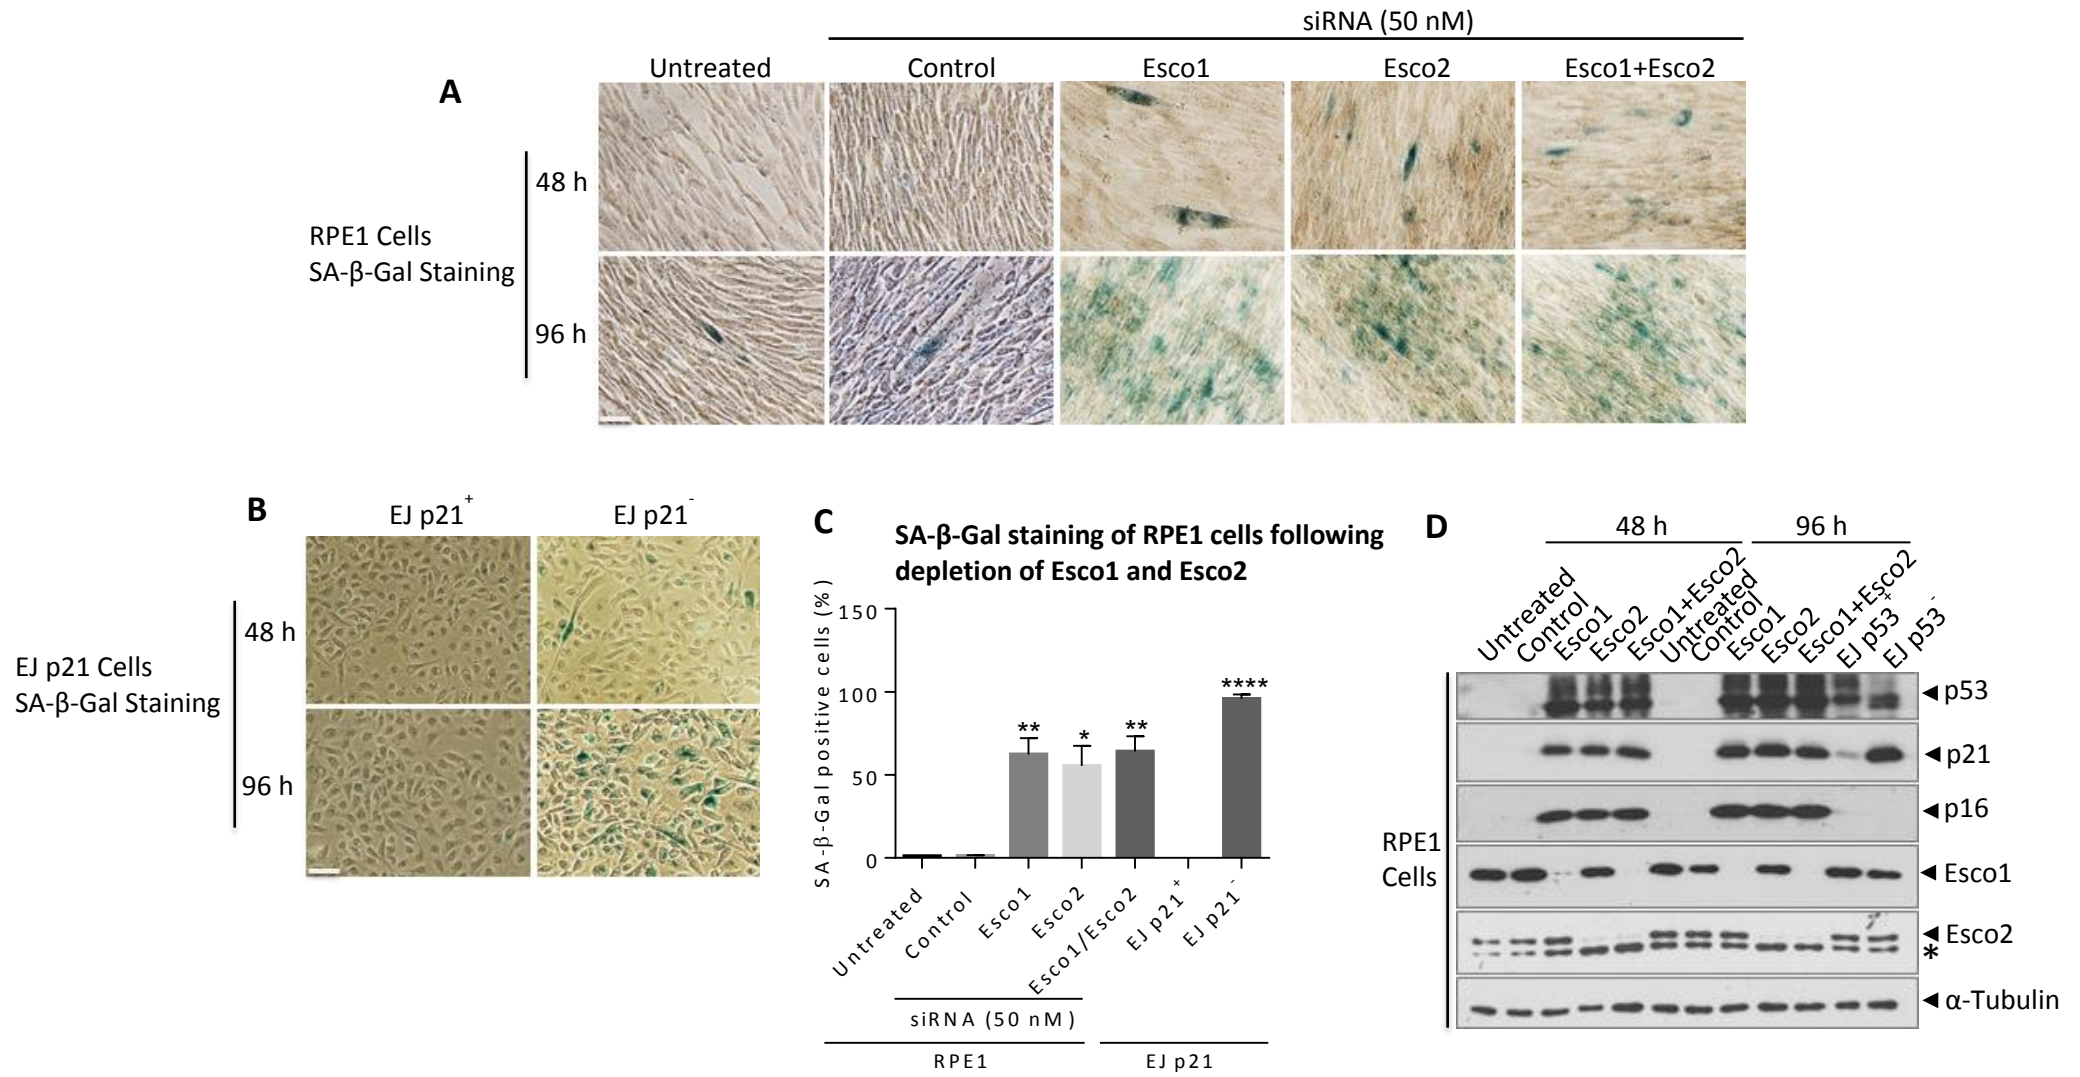 siRNA (50 nM)
Untreated Control Esco1 Esco2 Esco1+Esco2
A
48 h
RPE1 Cells
SA-β-Gal Staining
96 h
B
EJ p21+ EJ p21-
48 h
EJ p21 Cells
SA-β-Gal Staining
96 h
C
SA-β-Gal staining of RPE1 cells following
depletion of Esco1 and Esco2
SA-β-Gal positive cells (%)
150
100
50
0
** * ** ****
Untreated
Control
Esco1
Esco2
Esco1/Esco2
EJ p21+
EJ p21-
siRNA (50 nM)
RPE1 EJ p21
D
48 h 96 h
Untreated
Control
Esco1
Esco2
Esco1+Esco2
Untreated
Control
Esco1
Esco2
Esco1+Esco2
EJ p53+
EJ p53-
p53
p21
p16
RPE1
Cells
Esco1
Esco2
*
α-Tubulin